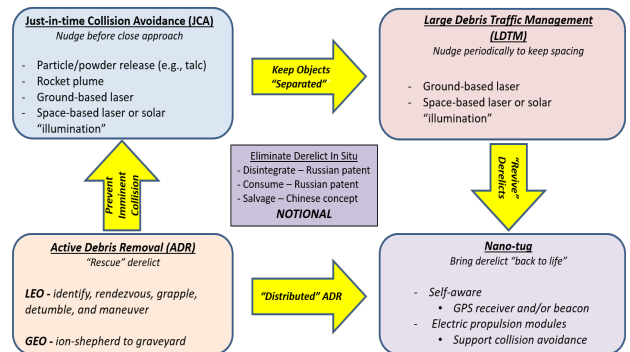 Just-in-time Collision Avoidance (JCA)
Nudge before close approach
- Particle/powder release (e.g., talc)
- Rocket plume
- Ground-based laser
- Space-based laser or solar
"illumination"
Keep Objects
"Separated"
Large Debris Traffic Management
(LDTM)
Nudge periodically to keep spacing
- Ground-based laser
- Space-based laser or solar
"illumination"
Prevent
Imminent
Collision
Eliminate Derelict In Situ
- Disintegrate – Russian patent
- Consume – Russian patent
- Salvage – Chinese concept
NOTIONAL
"Revive"
Derelicts
Active Debris Removal (ADR)
"Rescue" derelict
LEO - identify, rendezvous, grapple,
detumble, and maneuver
GEO - ion-shepherd to graveyard
"Distributed" ADR
Nano-tug
Bring derelict "back to life"
- Self-aware
• GPS receiver and/or beacon
- Electric propulsion modules
• Support collision avoidance